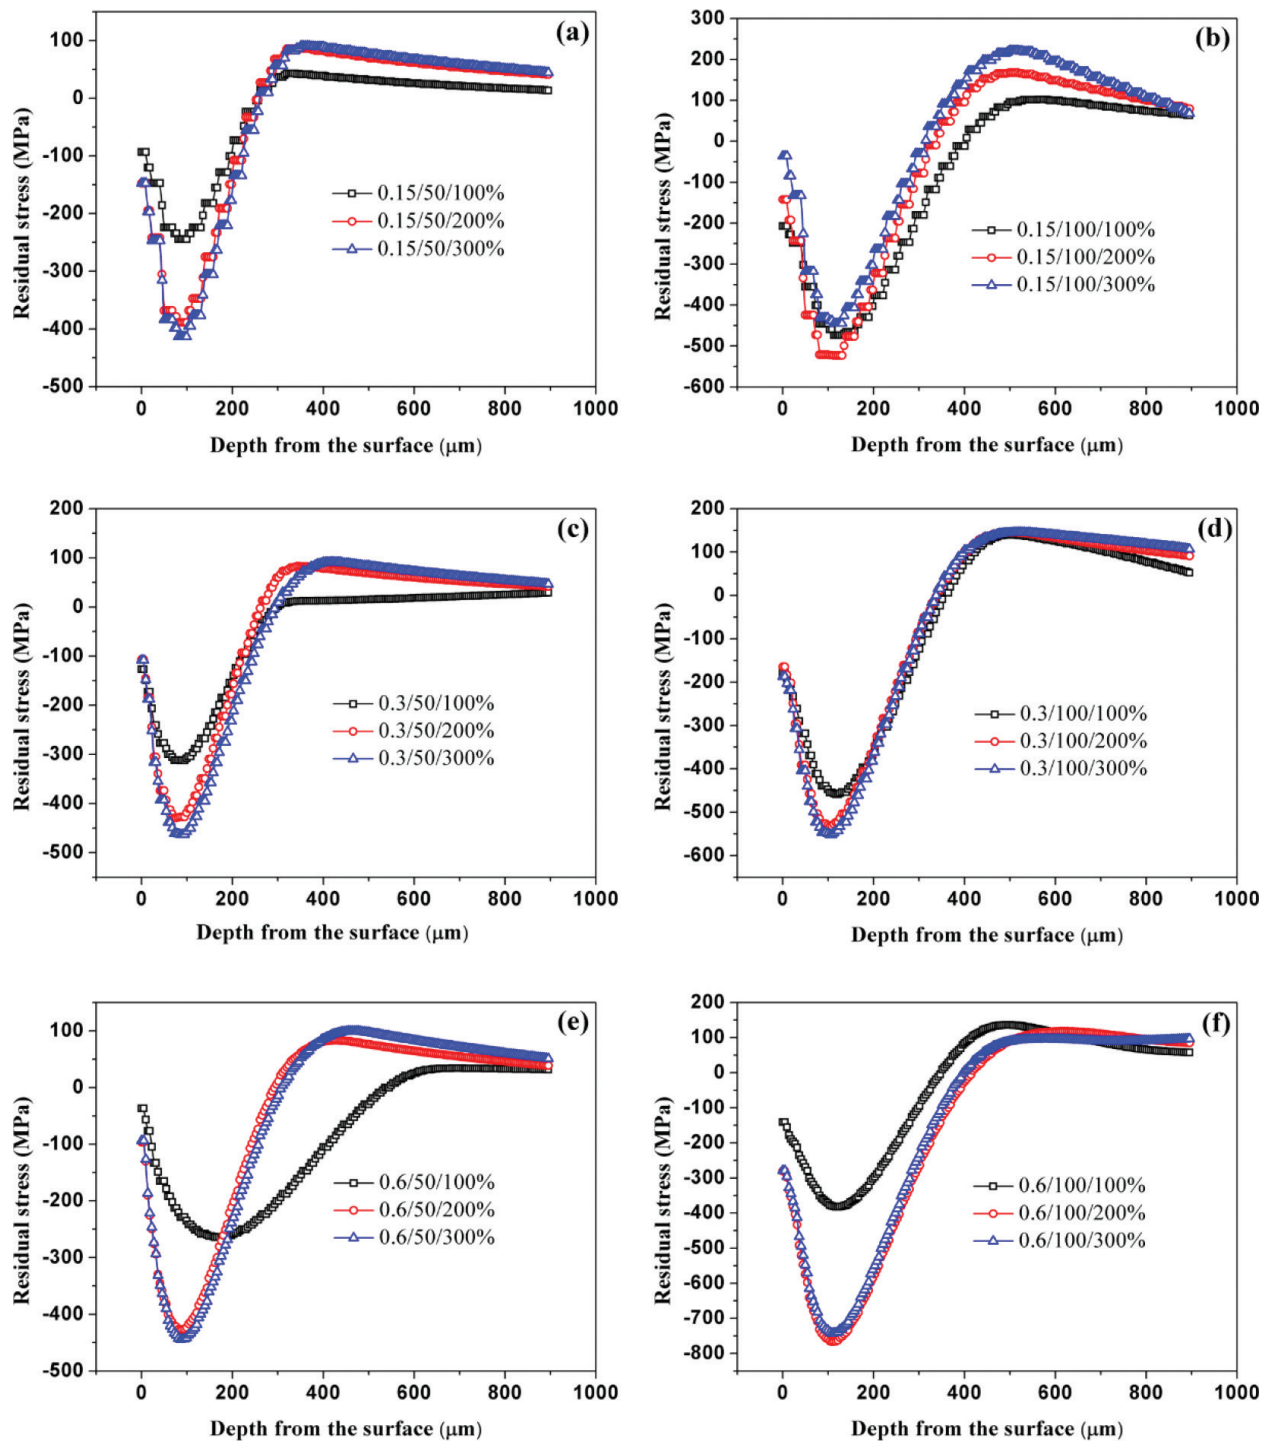 (a)
Residual stress (MPa)
100
0
-100
-200
-300
-400
-500
0.15/50/100%
0.15/50/200%
0.15/50/300%
0 200 400 600 800 1000
Depth from the surface (μm)
(b)
Residual stress (MPa)
300
200
100
0
-100
-200
-300
-400
-500
-600
0.15/100/100%
0.15/100/200%
0.15/100/300%
0 200 400 600 800 1000
Depth from the surface (μm)
(c)
Residual stress (MPa)
200
100
0
-100
-200
-300
-400
-500
0.3/50/100%
0.3/50/200%
0.3/50/300%
0 200 400 600 800 1000
Depth from the surface (μm)
(d)
Residual stress (MPa)
200
100
0
-100
-200
-300
-400
-500
-600
0.3/100/100%
0.3/100/200%
0.3/100/300%
0 200 400 600 800 1000
Depth from the surface (μm)
(e)
Residual stress (MPa)
100
0
-100
-200
-300
-400
-500
0.6/50/100%
0.6/50/200%
0.6/50/300%
0 200 400 600 800 1000
Depth from the surface (μm)
(f)
Residual stress (MPa)
200
100
0
-100
-200
-300
-400
-500
-600
-700
-800
0.6/100/100%
0.6/100/200%
0.6/100/300%
0 200 400 600 800 1000
Depth from the surface (μm)